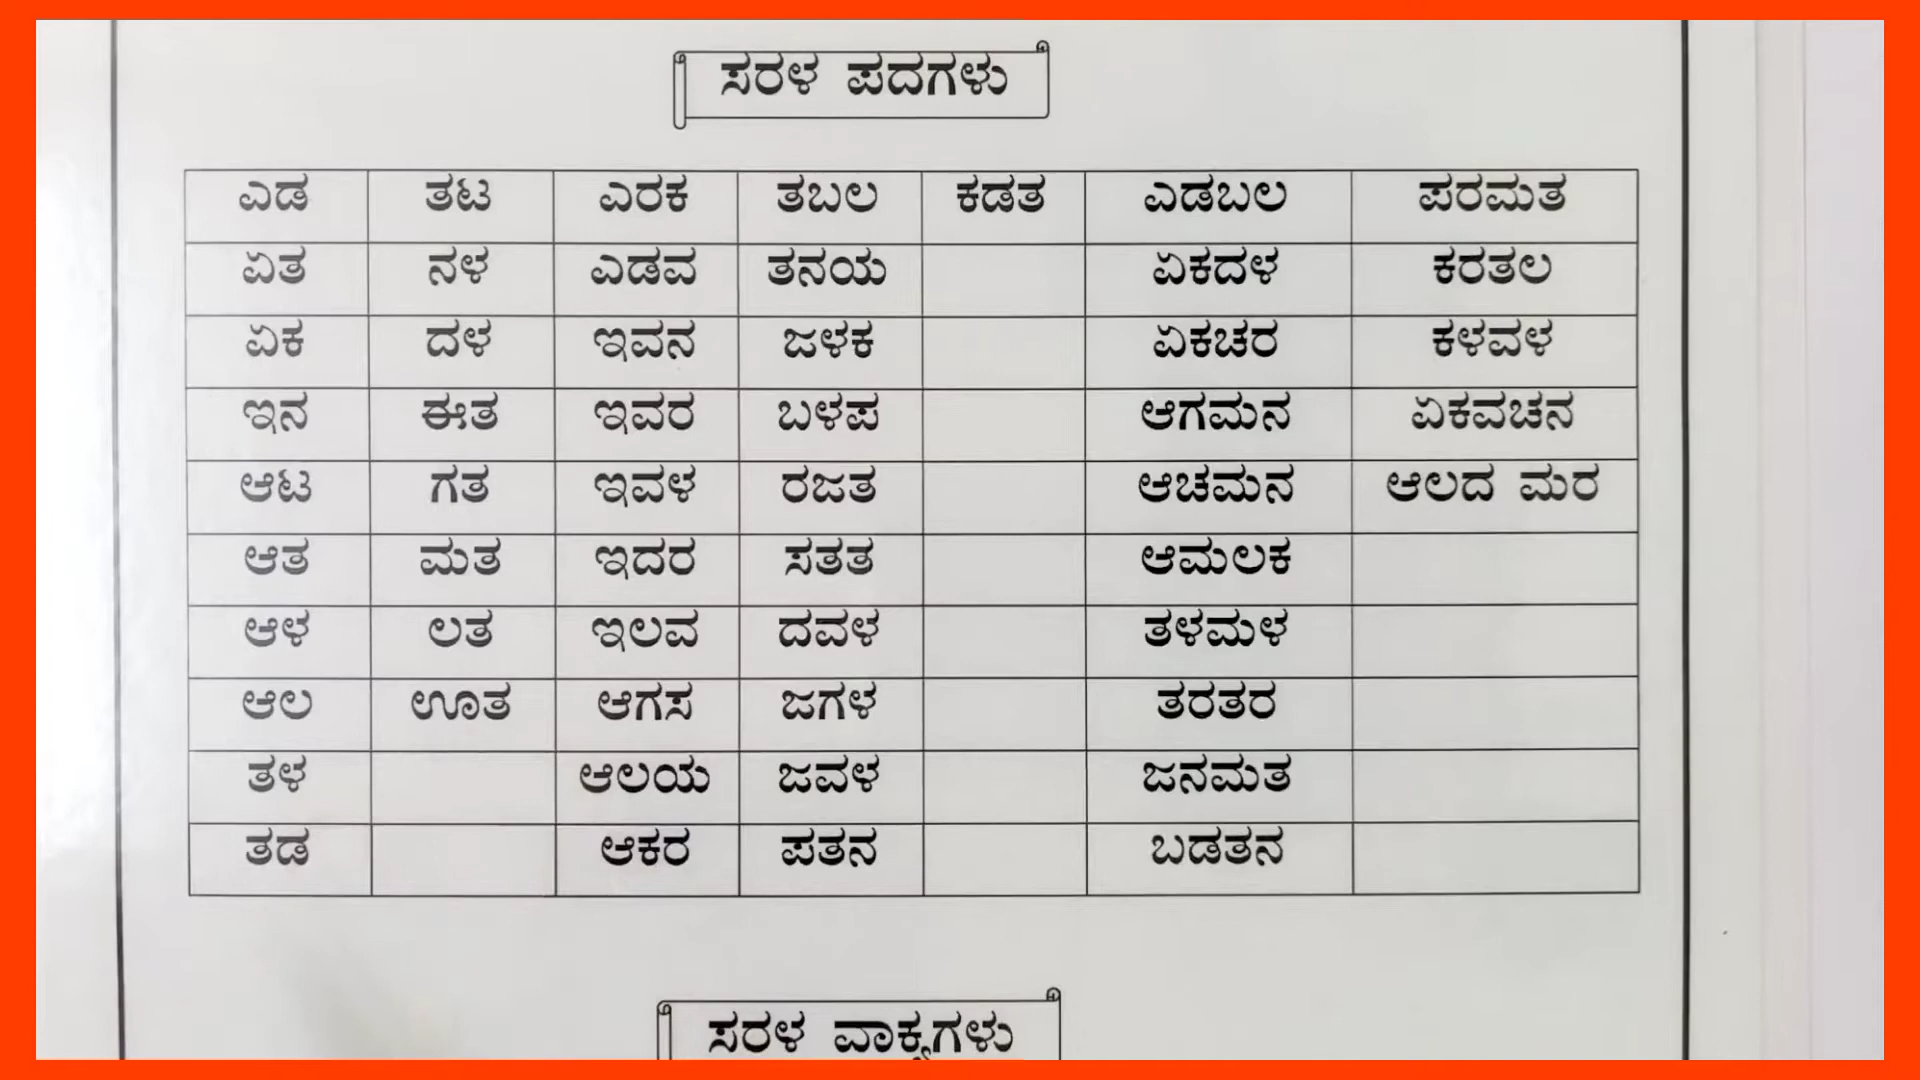 ಸರಳ ಪದಗಳು
ಎಡ ತಟ ಎರಕ ತಬಲ ಕಡತ ಎಡಬಲ ಪರಮತ
ಏತ ನಳ ಎಡವ ತನಯ ಏಕದಳ ಕರತಲ
ಏಕ ದಳ ಇವನ ಜಳಕ ಏಕಚರ ಕಳವಳ
ಇನ ಈತ ಇವರ ಬಳಪ ಆಗಮನ ಏಕವಚನ
ಆಟ ಗತ ಇವಳ ರಜತ ಆಚಮನ ಆಲದ ಮರ
ಆತ ಮತ ಇದರ ಸತತ ಆಮಲಕ
ಆಳ ಲತ ಇಲವ ದವಳ ತಳಮಳ
ಆಲ ಊತ ಆಗಸ ಜಗಳ ತರತರ
ತಳ ಆಲಯ ಜವಳ ಜನಮತ
ತಡ ಆಕರ ಪತನ ಬಡತನ
ಸರಳ ವಾಕ್ಯಗಳು